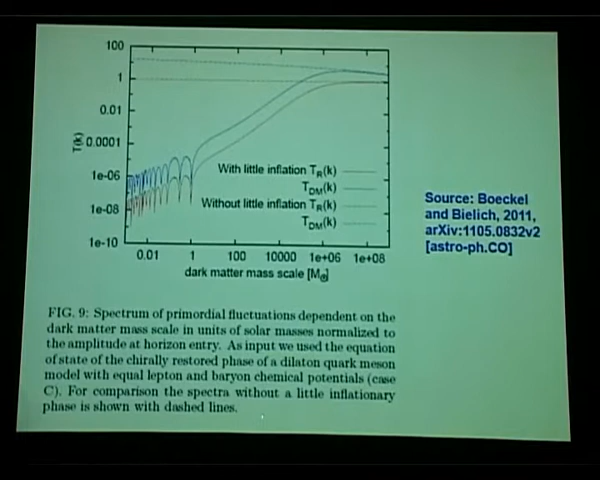 100
1
0.01
0.0001
1e-06
1e-08
1e-10
T(k)
With little inflation T_R(k)
T_DM(k)
Without little inflation T_R(k)
T_DM(k)
0.01 1 100 10000 1e+06 1e+08
dark matter mass scale [M⊙]
Source: Boeckel
and Bielich, 2011,
arXiv:1105.0832v2
[astro-ph.CO]
FIG. 9: Spectrum of primordial fluctuations dependent on the
dark matter mass scale in units of solar masses normalized to
the amplitude at horizon entry. As input we used the equation
of state of the chirally restored phase of a dilaton quark meson
model with equal lepton and baryon chemical potentials (case
C). For comparison the spectra without a little inflationary
phase is shown with dashed lines.